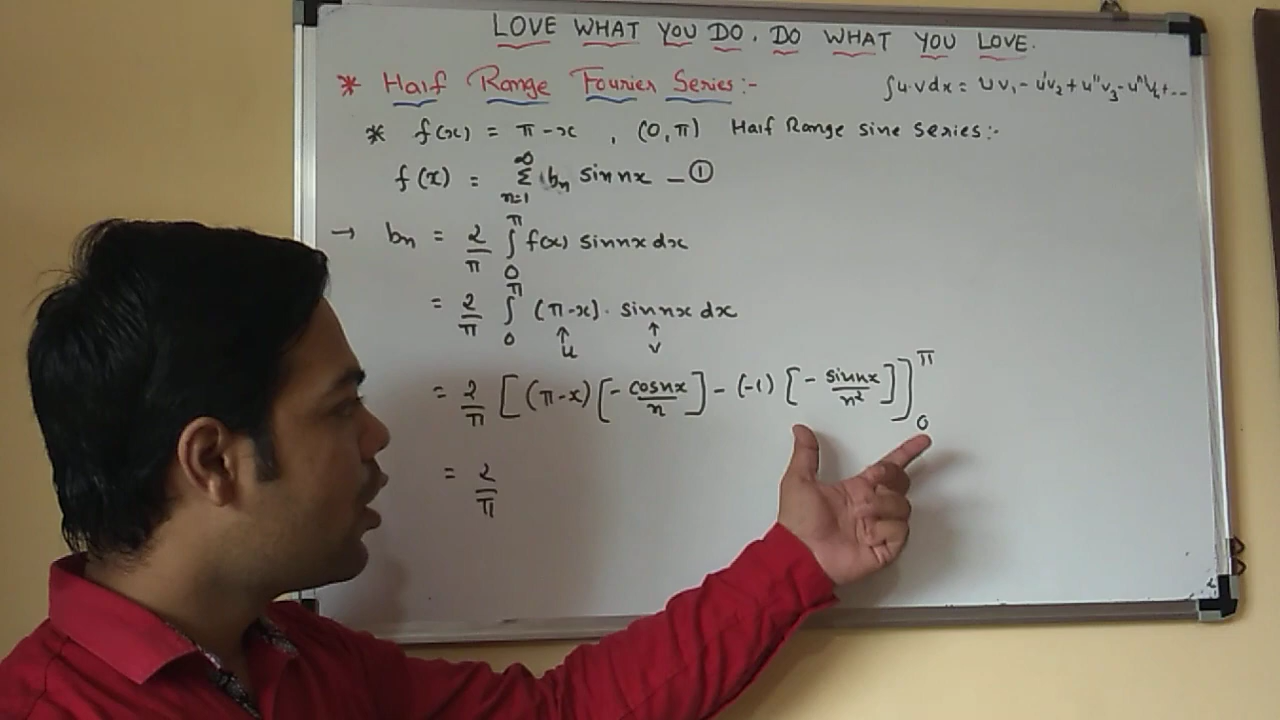 LOVE WHAT YOU DO. DO WHAT YOU LOVE.
* Half Range Fourier Series:-
∫u·vdx = uv₁ - u'v₂ + u''v₃ - u'''v₄ + ...
* f(x) = π-x , (0,π) Half Range sine series:-
f(x) = ∞Σn=1 bₙ sin nx — ①
→ bₙ = 2/π ∫₀^π f(x) sin nx dx
= 2/π ∫₀^π (π-x) · sin nx dx
↑ ↑
u v
= 2/π [(π-x)[-cos nx/n] - (-1) [-sin nx/n²]]₀^π
= 2/π